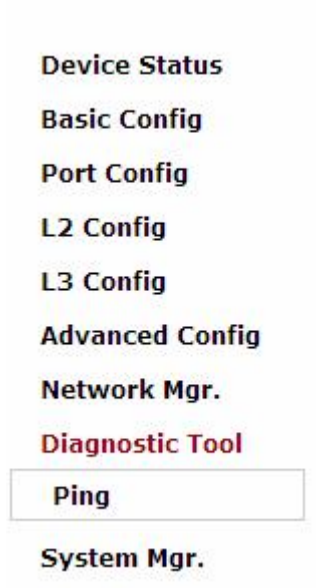 Device Status
Basic Config
Port Config
L2 Config
L3 Config
Advanced Config
Network Mgr.
Diagnostic Tool
Ping
System Mgr.